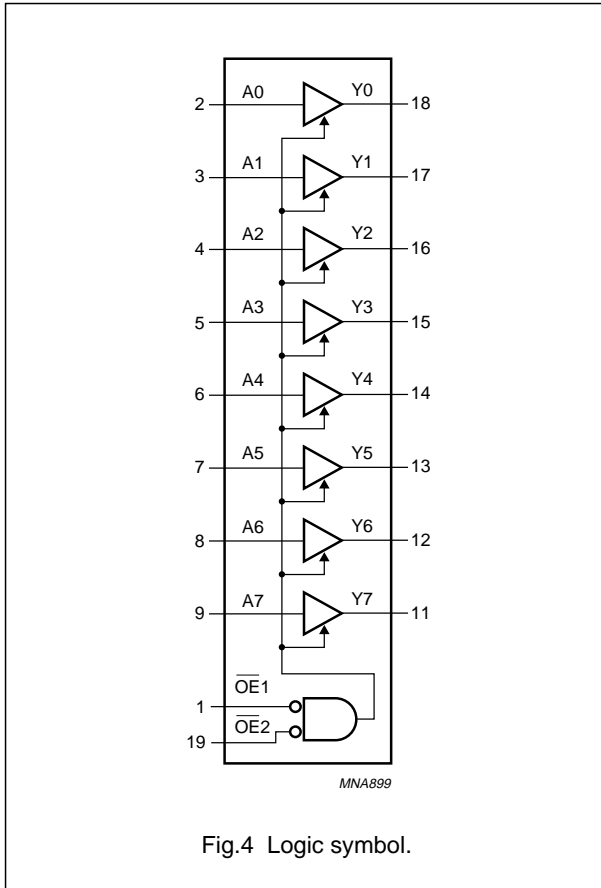 2 A0 Y0 18
3 A1 Y1 17
4 A2 Y2 16
5 A3 Y3 15
6 A4 Y4 14
7 A5 Y5 13
8 A6 Y6 12
9 A7 Y7 11
1 O̅E̅1
19 O̅E̅2
MNA899
Fig.4 Logic symbol.